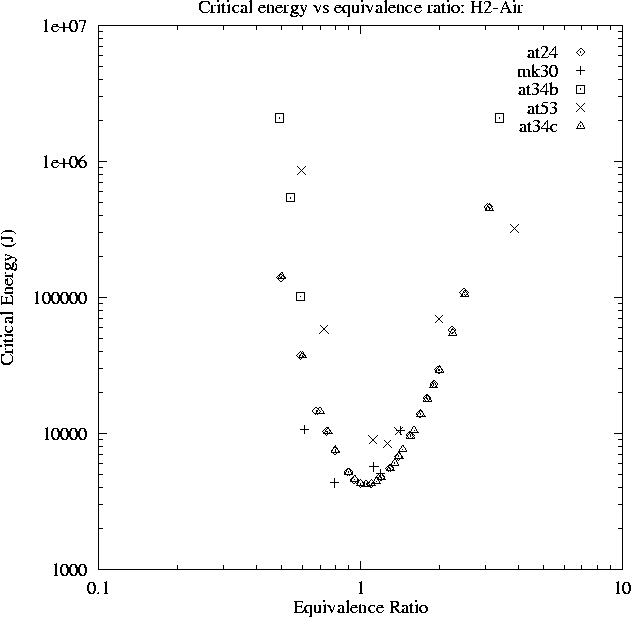 Critical energy vs equivalence ratio: H2-Air
1e+07
at24
mk30
at34b
at53
at34c
1e+06
100000
10000
1000
Critical Energy (J)
0.1
1
10
Equivalence Ratio